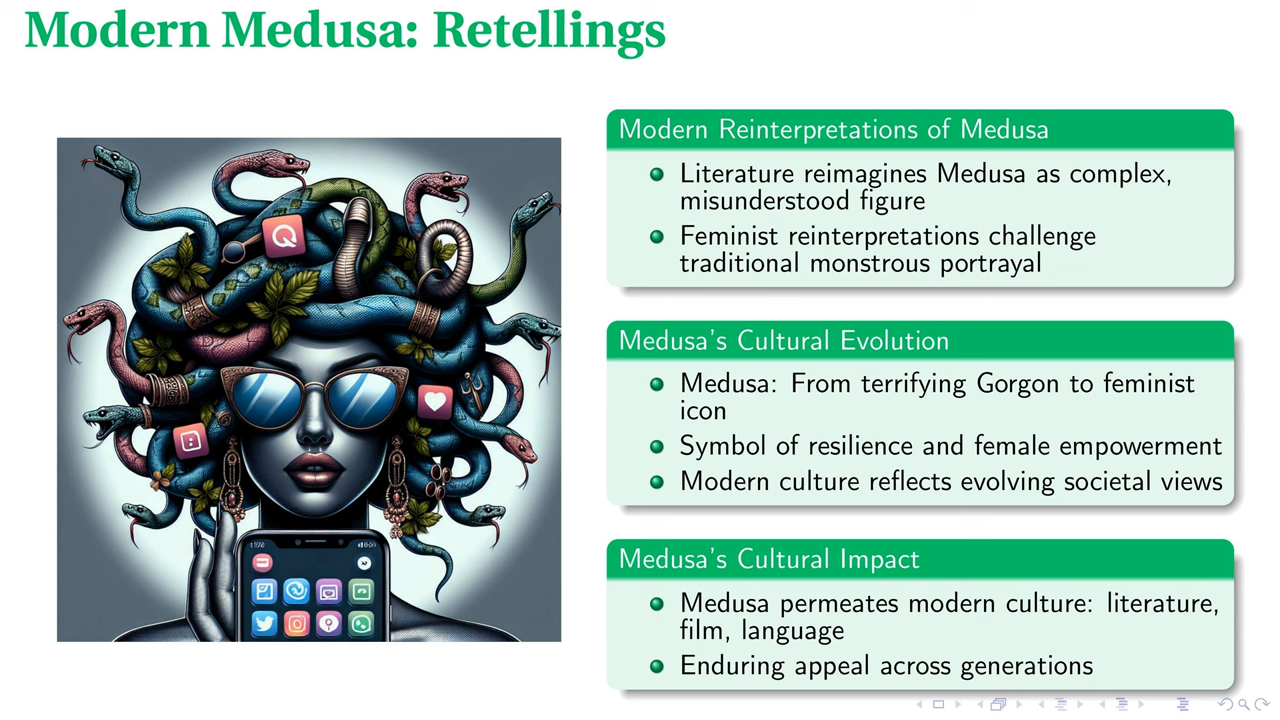 Modern Medusa: Retellings
Modern Reinterpretations of Medusa
Literature reimagines Medusa as complex,
misunderstood figure
Feminist reinterpretations challenge
traditional monstrous portrayal
Medusa's Cultural Evolution
Medusa: From terrifying Gorgon to feminist
icon
Symbol of resilience and female empowerment
Modern culture reflects evolving societal views
Medusa's Cultural Impact
Medusa permeates modern culture: literature,
film, language
Enduring appeal across generations